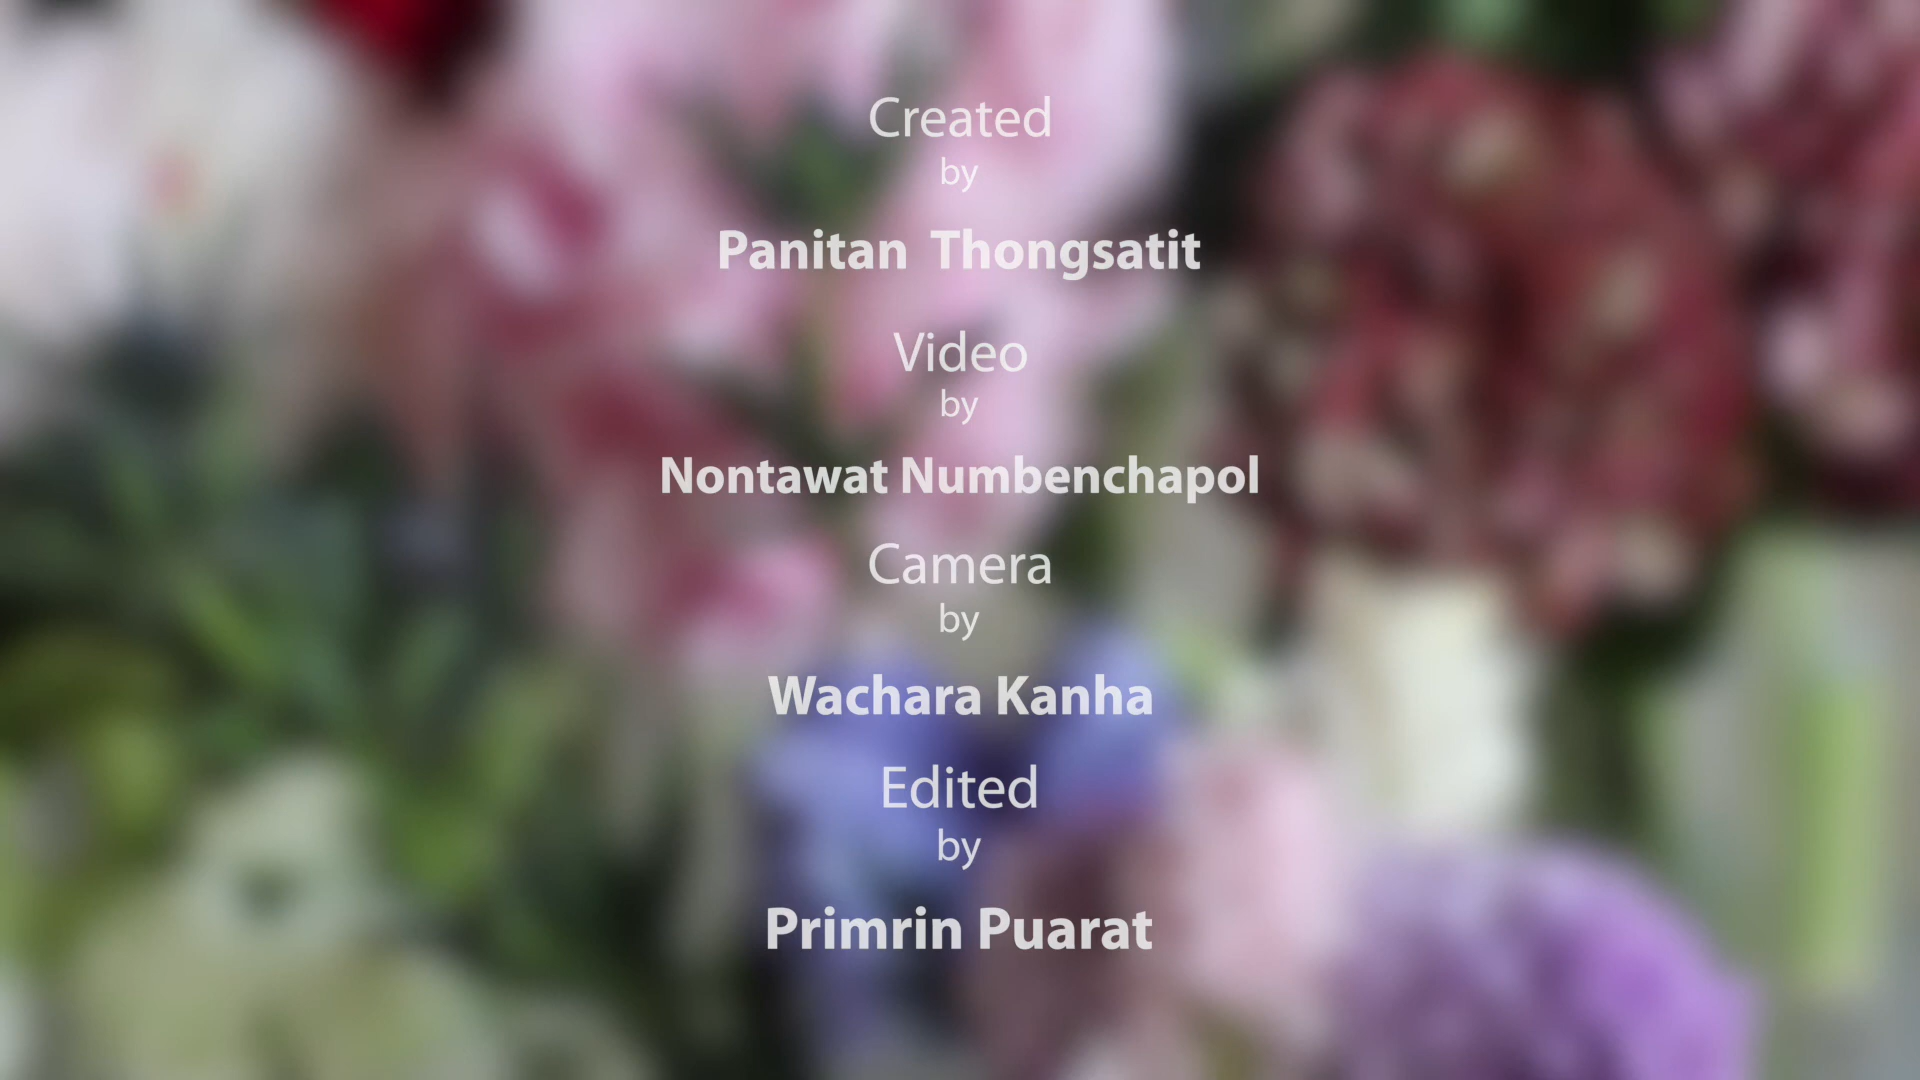 Created
by
Panitan Thongsatit
Video
by
Nontawat Numbenchapol
Camera
by
Wachara Kanha
Edited
by
Primrin Puarat